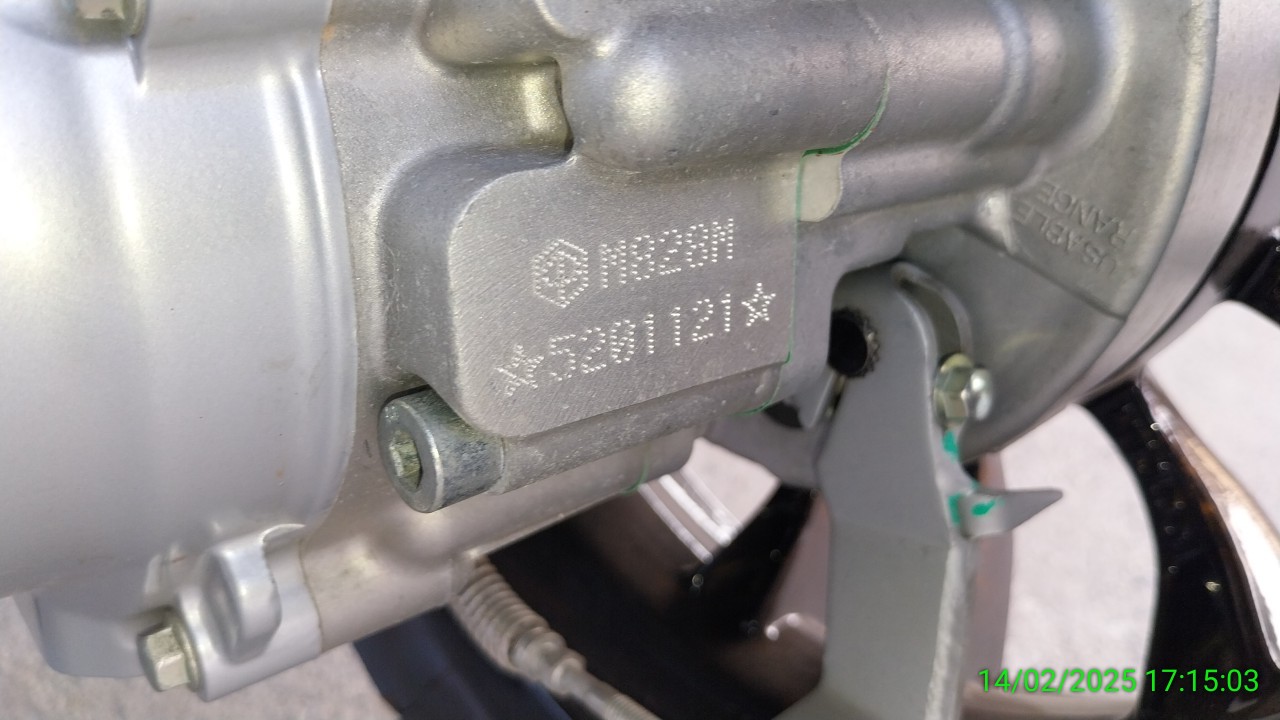 M828M
☆5201121☆
USABLE
RANGE
14/02/2025 17:15:03